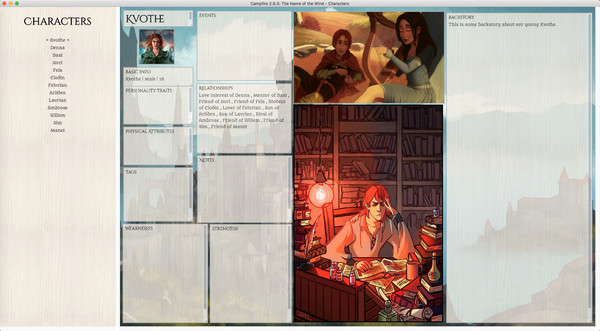 Campfire 2.0.0: The Name of the Wind - Characters
CHARACTERS
< Kvothe >
Denna
Bast
Auri
Fela
Elodin
Felurian
Arliden
Laurian
Ambrose
Willem
Sim
Manet
KVOTHE
BASIC INFO
Kvothe | Male | 16
PERSONALITY TRAITS
PHYSICAL ATTRIBUTES
TAGS
WEAKNESSES
STRENGTHS
EVENTS
RELATIONSHIPS
Love Interest of Denna , Mentor of Bast ,
Friend of Auri , Friend of Fela , Student
of Elodin , Lover of Felurian , Son of
Arliden , Son of Laurian , Rival of
Ambrose , Friend of Willem , Friend of
Sim , Friend of Manet
NOTES
BACKSTORY
This is some backstory about our young Kvothe.